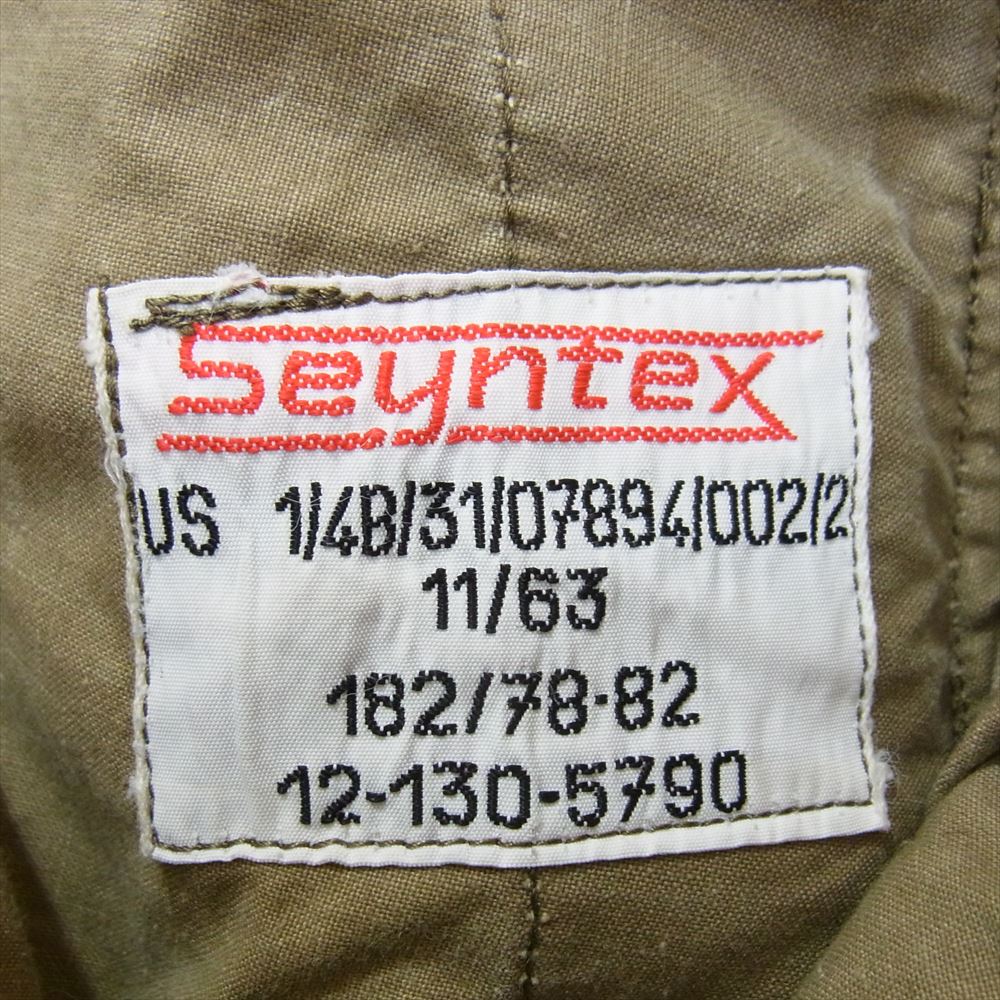 Seyntex
US 1/4B/31/07894/002/2
11/63
182/78-82
12-130-5790